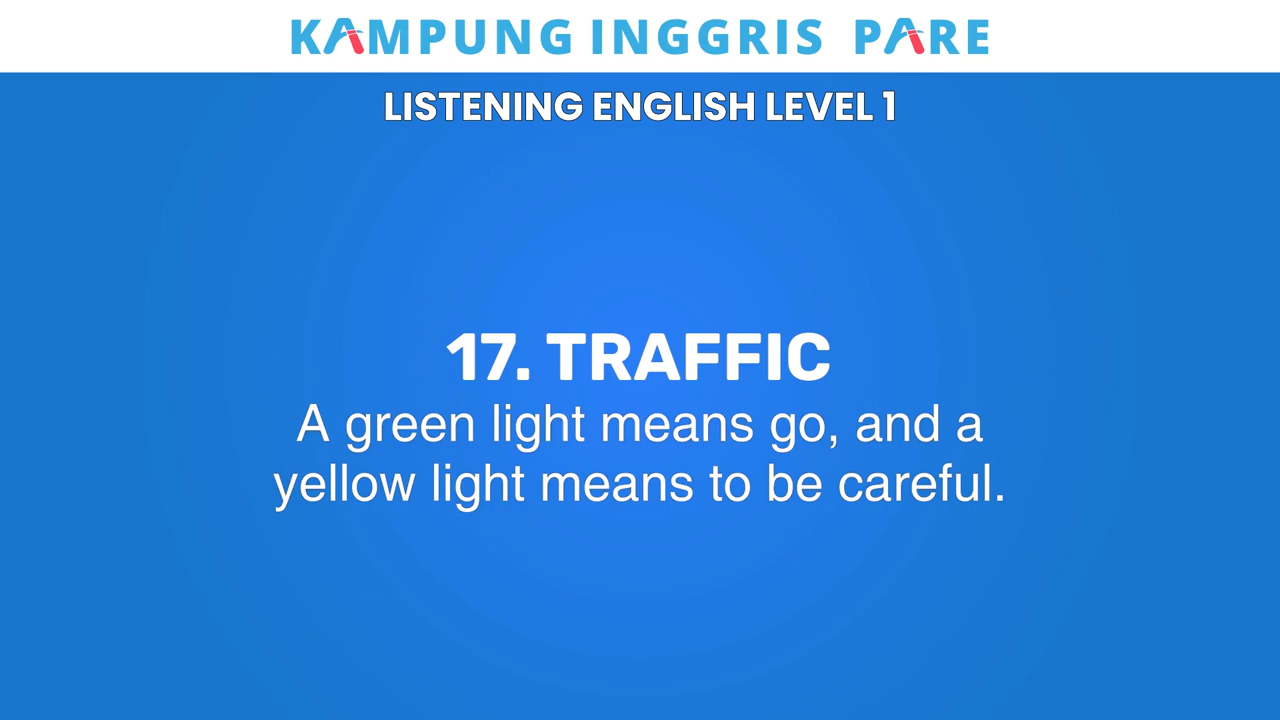 KAMPUNG INGGRIS PARE
LISTENING ENGLISH LEVEL 1
17. TRAFFIC
A green light means go, and a
yellow light means to be careful.